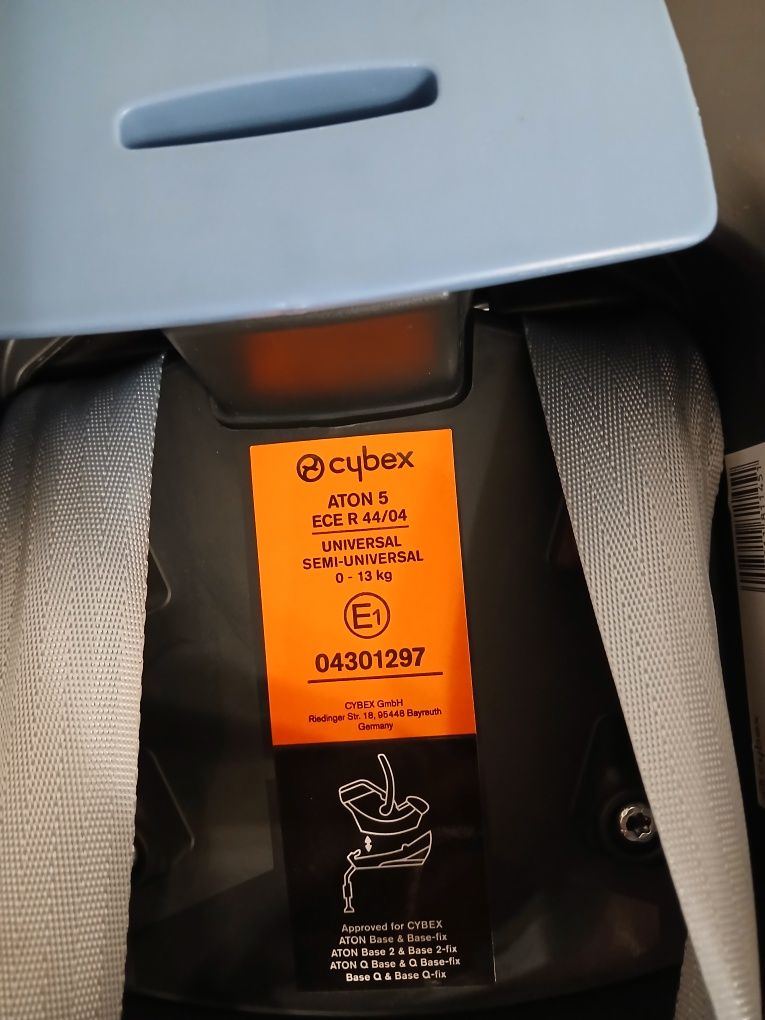 cybex
ATON 5
ECE R 44/04
UNIVERSAL
SEMI-UNIVERSAL
0 - 13 kg
E1
04301297
CYBEX GmbH
Riedinger Str. 18, 95448 Bayreuth
Germany
Approved for CYBEX
ATON Base & Base-fix
ATON Base 2 & Base 2-fix
ATON Q Base & Q Base-fix
Base Q & Base Q-fix
cybex